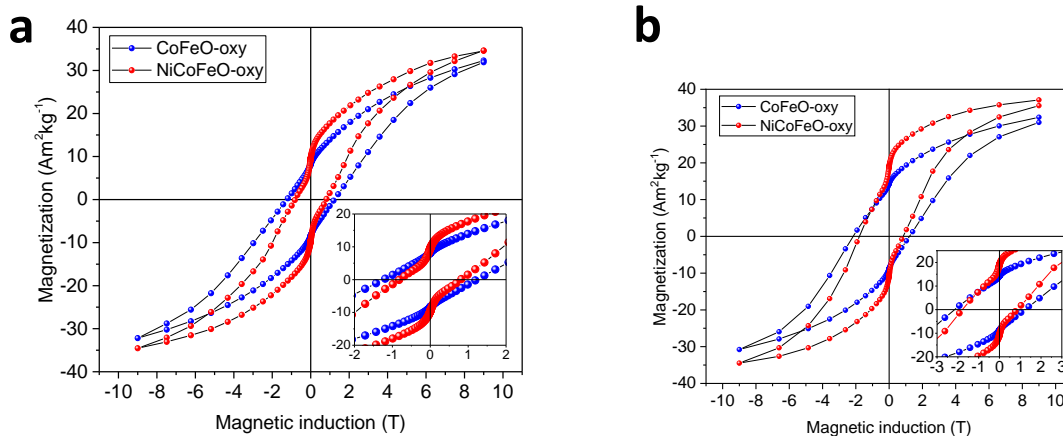 a
CoFeO-oxy
NiCoFeO-oxy
Magnetization (Am²kg⁻¹)
40
30
20
10
0
-10
-20
-30
-40
-10 -8 -6 -4 -2 0 2 4 6 8 10
Magnetic induction (T)
20
10
0
-10
-20
-2 -1 0 1 2
b
CoFeO-oxy
NiCoFeO-oxy
Magnetization (Am²kg⁻¹)
40
30
20
10
0
-10
-20
-30
-40
-10 -8 -6 -4 -2 0 2 4 6 8 10
Magnetic induction (T)
20
10
0
-10
-20
-3 -2 -1 0 1 2 3